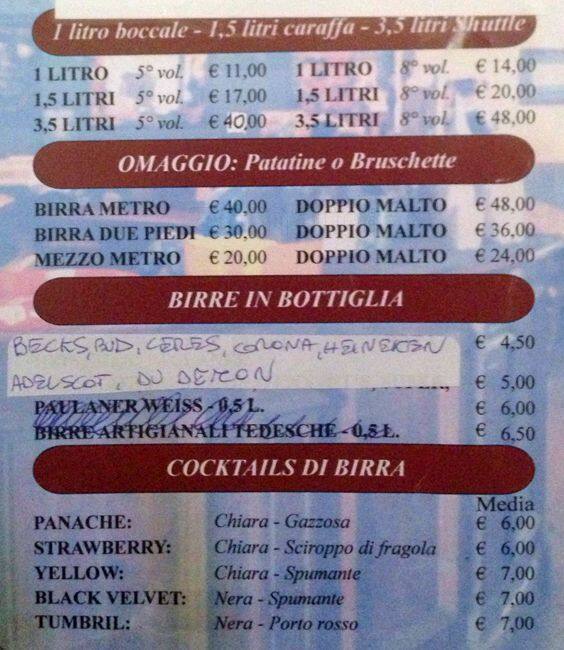 1 litro boccale - 1,5 litri caraffa - 3,5 litri Shuttle
1 LITRO 5° vol. € 11,00 1 LITRO 8° vol. € 14,00
1,5 LITRI 5° vol. € 17,00 1,5 LITRI 8° vol. € 20,00
3,5 LITRI 5° vol. € 40,00 3,5 LITRI 8° vol. € 48,00
OMAGGIO: Patatine o Bruschette
BIRRA METRO € 40,00 DOPPIO MALTO € 48,00
BIRRA DUE PIEDI € 30,00 DOPPIO MALTO € 36,00
MEZZO METRO € 20,00 DOPPIO MALTO € 24,00
BIRRE IN BOTTIGLIA
BECKS, BUD, CERES, CORONA, HEINEKEN € 4,50
ADELSCOT, DU DEMON € 5,00
PAULANER WEISS - 0,5 L. € 6,00
BIRRE ARTIGIANALI TEDESCHE - 0,5 L. € 6,50
COCKTAILS DI BIRRA
Media
PANACHE: Chiara - Gazzosa € 6,00
STRAWBERRY: Chiara - Sciroppo di fragola € 6,00
YELLOW: Chiara - Spumante € 7,00
BLACK VELVET: Nera - Spumante € 7,00
TUMBRIL: Nera - Porto rosso € 7,00